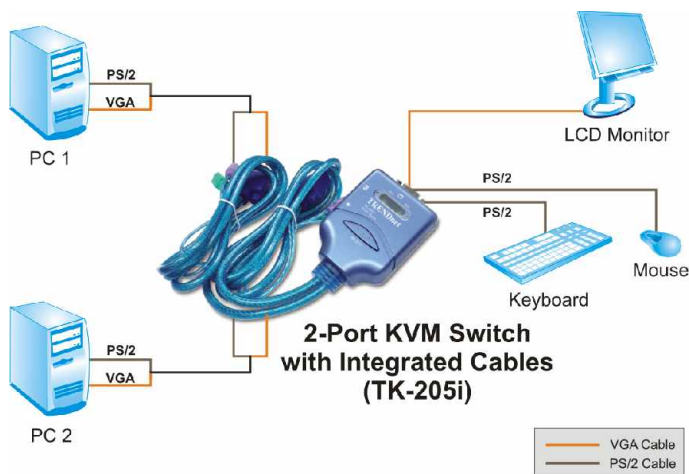 PS/2
VGA
PC 1
LCD Monitor
TRENDnet
PS/2
PS/2
Keyboard
Mouse
2-Port KVM Switch
with Integrated Cables
(TK-205i)
PS/2
VGA
PC 2
VGA Cable
PS/2 Cable